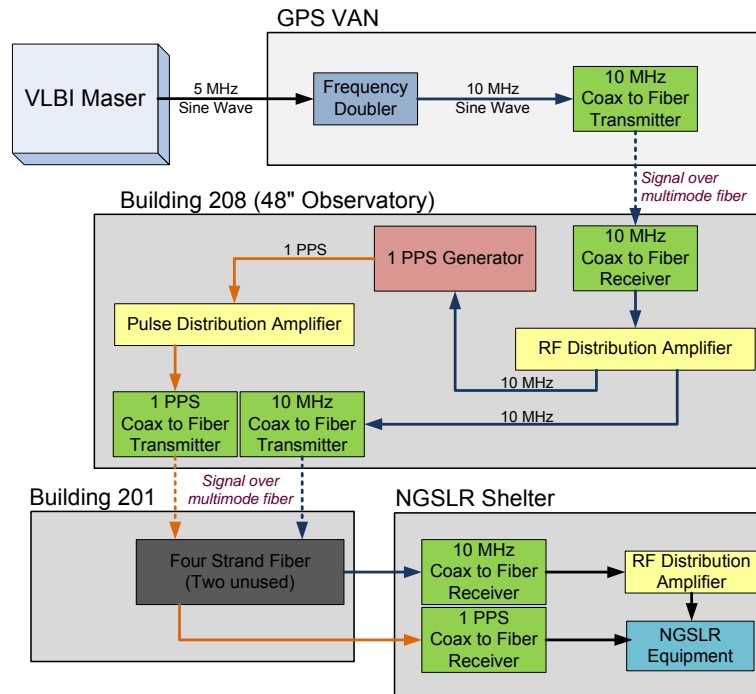 GPS VAN
VLBI Maser
5 MHz
Sine Wave
Frequency
Doubler
10 MHz
Sine Wave
10 MHz
Coax to Fiber
Transmitter
Signal over
multimode fiber
Building 208 (48" Observatory)
1 PPS
1 PPS Generator
10 MHz
Coax to Fiber
Receiver
Pulse Distribution Amplifier
RF Distribution Amplifier
10 MHz
10 MHz
1 PPS
Coax to Fiber
Transmitter
10 MHz
Coax to Fiber
Transmitter
Signal over
multimode fiber
Building 201
Four Strand Fiber
(Two unused)
NGSLR Shelter
10 MHz
Coax to Fiber
Receiver
RF Distribution
Amplifier
1 PPS
Coax to Fiber
Receiver
NGSLR
Equipment